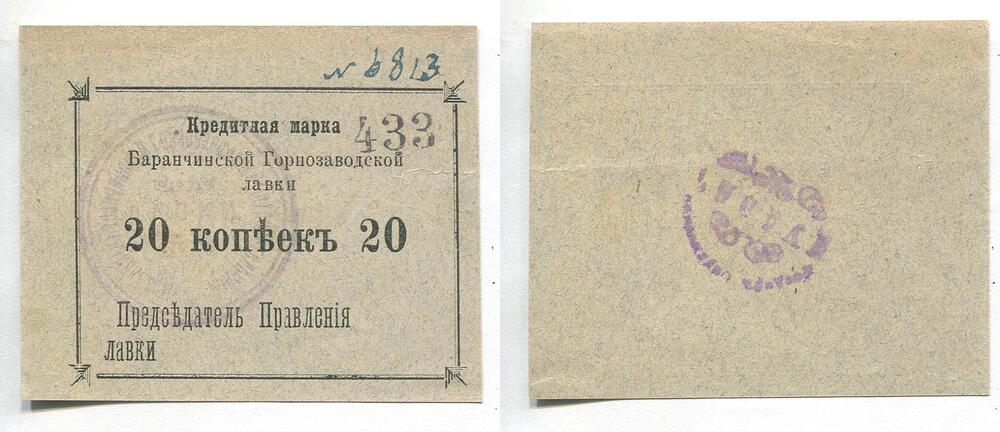 № 6813
Кредитная марка
433
Баранчинской Горнозаводской
лавки
20 копѣекъ 20
Предсѣдатель Правленія
лавки